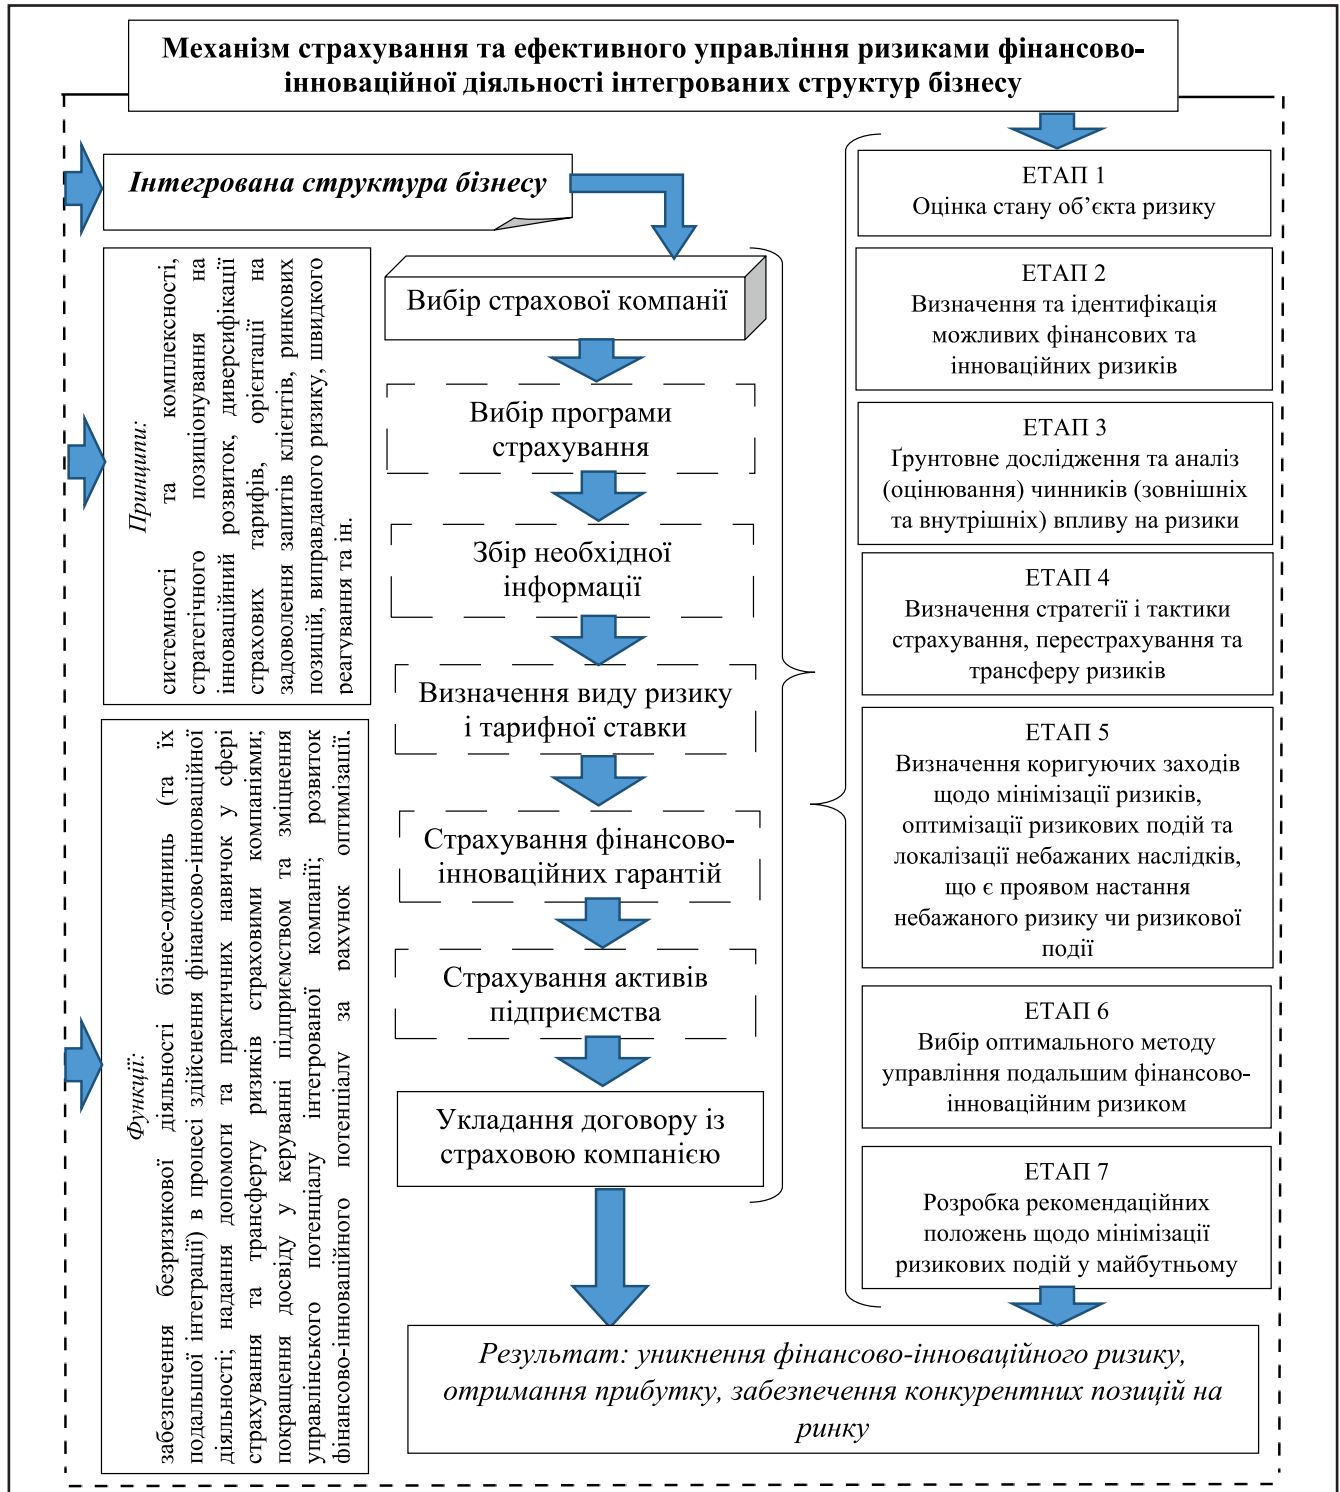 Механізм страхування та ефективного управління ризиками фінансово-
інноваційної діяльності інтегрованих структур бізнесу
Інтегрована структура бізнесу
Принципи:
системності та комплексності,
стратегічного позиціонування на
інноваційний розвиток, диверсифікації
страхових тарифів, орієнтації на
задоволення запитів клієнтів, ринкових
позицій, виправданого ризику, швидкого
реагування та ін.
Функції:
забезпечення безризикової діяльності бізнес-одиниць (та їх
подальшої інтеграції) в процесі здійснення фінансово-інноваційної
діяльності; надання допомоги та практичних навичок у сфері
страхування та трансферту ризиків страховими компаніями;
покращення досвіду у керуванні підприємством та зміцнення
управлінського потенціалу інтегрованої компанії; розвиток
фінансово-інноваційного потенціалу за рахунок оптимізації.
Вибір страхової компанії
Вибір програми
страхування
Збір необхідної
інформації
Визначення виду ризику
і тарифної ставки
Страхування фінансово-
інноваційних гарантій
Страхування активів
підприємства
Укладання договору із
страховою компанією
ЕТАП 1
Оцінка стану об’єкта ризику
ЕТАП 2
Визначення та ідентифікація
можливих фінансових та
інноваційних ризиків
ЕТАП 3
Ґрунтовне дослідження та аналіз
(оцінювання) чинників (зовнішніх
та внутрішніх) впливу на ризики
ЕТАП 4
Визначення стратегії і тактики
страхування, перестрахування та
трансферу ризиків
ЕТАП 5
Визначення коригуючих заходів
щодо мінімізації ризиків,
оптимізації ризикових подій та
локалізації небажаних наслідків,
що є проявом настання
небажаного ризику чи ризикової
події
ЕТАП 6
Вибір оптимального методу
управління подальшим фінансово-
інноваційним ризиком
ЕТАП 7
Розробка рекомендаційних
положень щодо мінімізації
ризикових подій у майбутньому
Результат: уникнення фінансово-інноваційного ризику,
отримання прибутку, забезпечення конкурентних позицій на
ринку